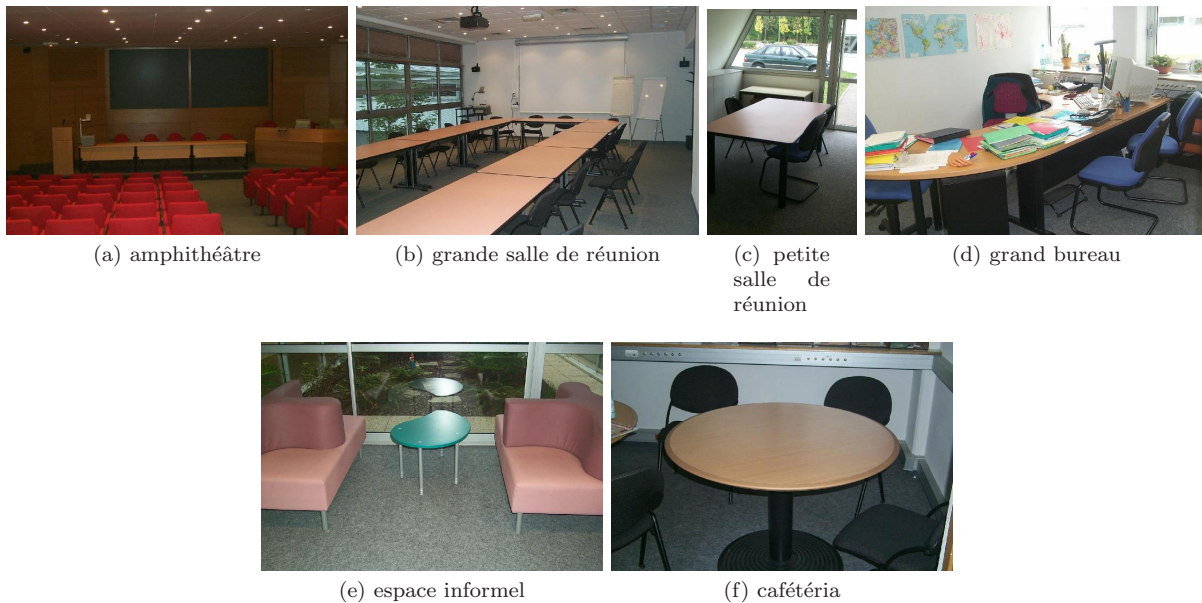 (a) amphithéâtre
(b) grande salle de réunion
(c) petite
salle de
réunion
(d) grand bureau
(e) espace informel
(f) cafétéria